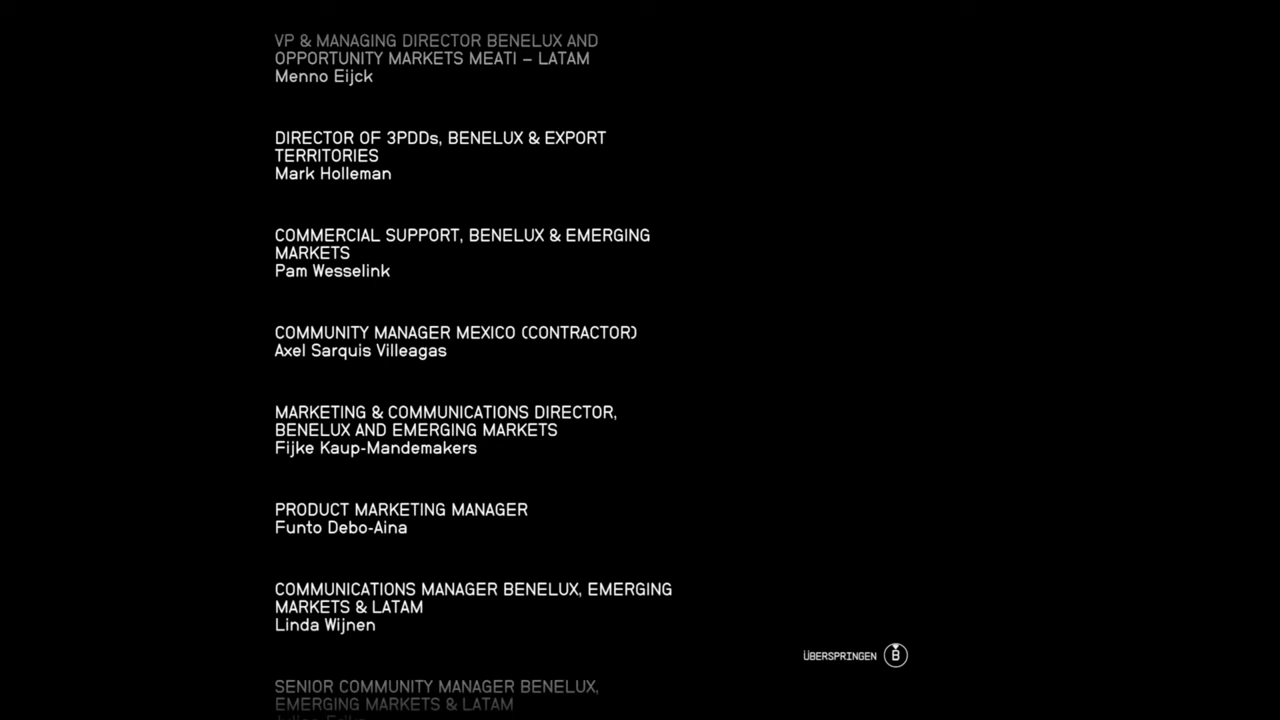 VP & MANAGING DIRECTOR BENELUX AND
OPPORTUNITY MARKETS MEATI – LATAM
Menno Eijck
DIRECTOR OF 3PDDs, BENELUX & EXPORT
TERRITORIES
Mark Holleman
COMMERCIAL SUPPORT, BENELUX & EMERGING
MARKETS
Pam Wesselink
COMMUNITY MANAGER MEXICO (CONTRACTOR)
Axel Sarquis Villeagas
MARKETING & COMMUNICATIONS DIRECTOR,
BENELUX AND EMERGING MARKETS
Fijke Kaup-Mandemakers
PRODUCT MARKETING MANAGER
Funto Debo-Aina
COMMUNICATIONS MANAGER BENELUX, EMERGING
MARKETS & LATAM
Linda Wijnen
ÜBERSPRINGEN B
SENIOR COMMUNITY MANAGER BENELUX,
EMERGING MARKETS & LATAM